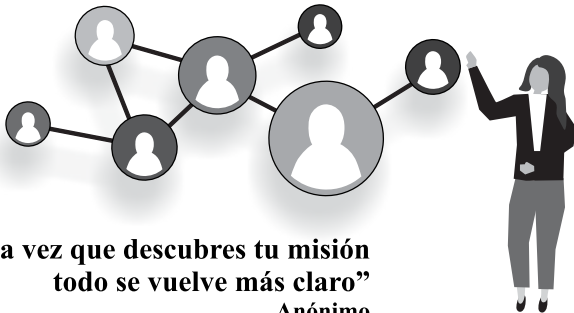 a vez que descubres tu misión
todo se vuelve más claro”
Anónimo